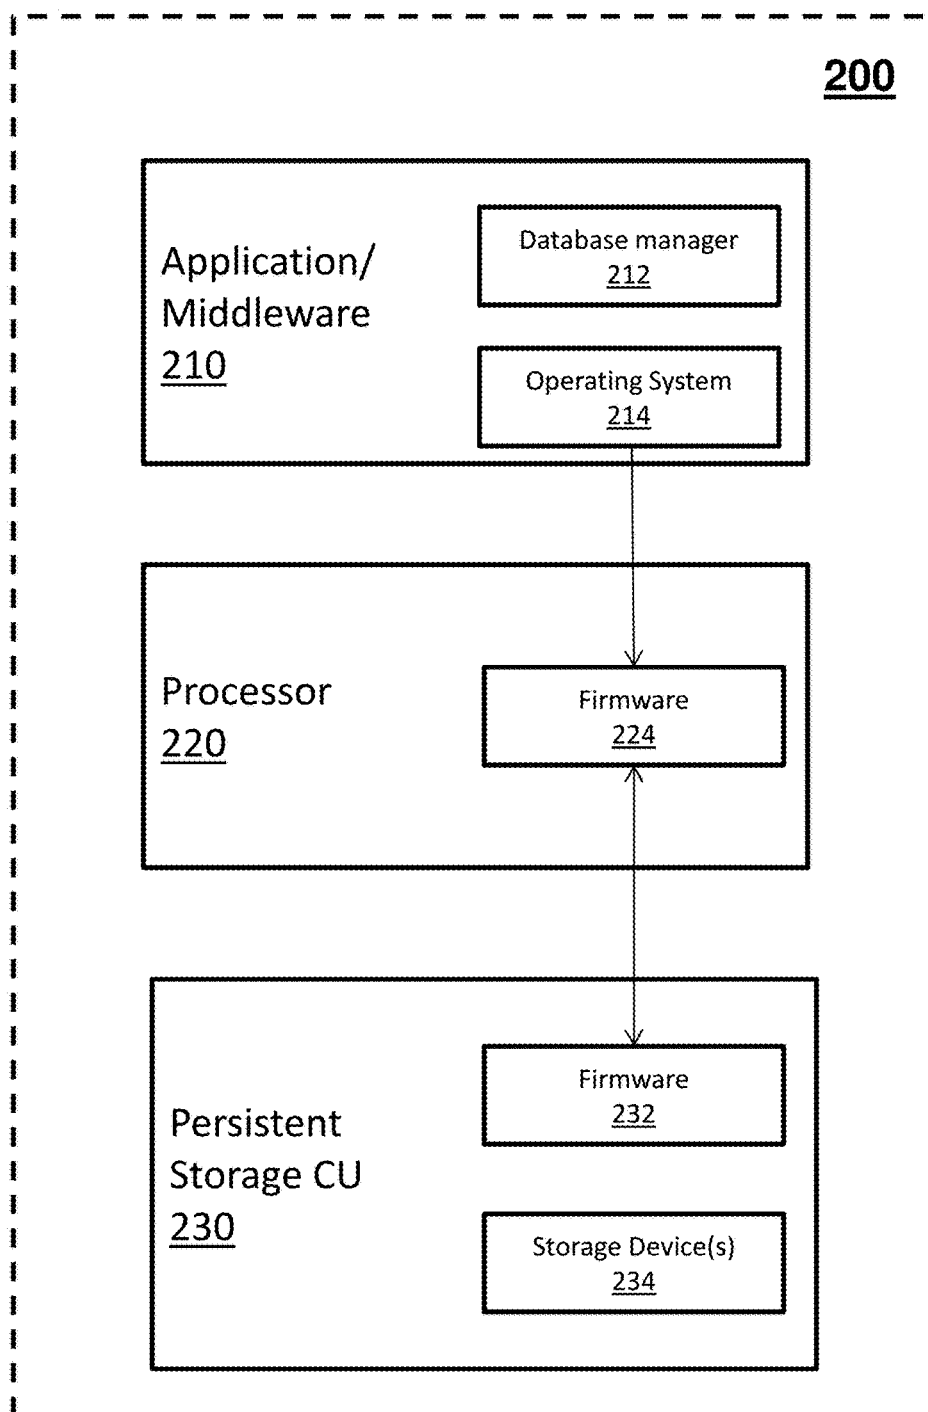 200
Application/
Middleware
210
Database manager
212
Operating System
214
Processor
220
Firmware
224
Persistent
Storage CU
230
Firmware
232
Storage Device(s)
234